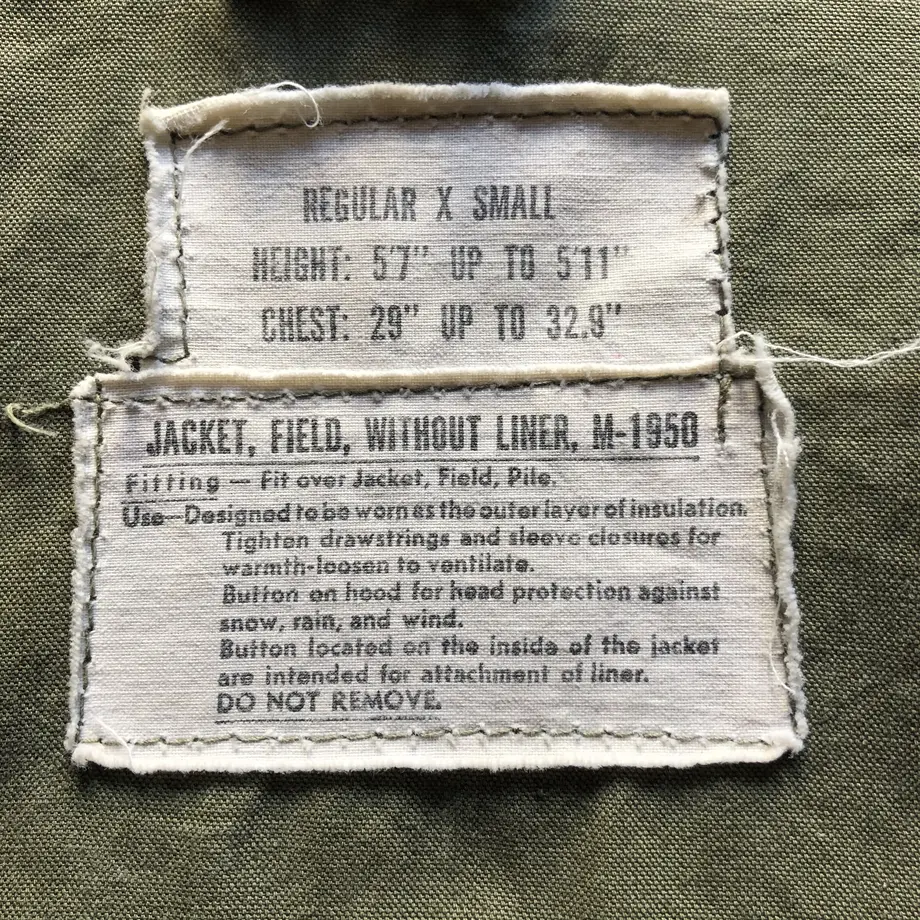 REGULAR X SMALL
HEIGHT: 5'7" UP TO 5'11"
CHEST: 29" UP TO 32.9"
JACKET, FIELD, WITHOUT LINER, M-1950
Fitting — Fit over Jacket, Field, Pile.
Use—Designed to be worn as the outer layer of insulation.
Tighten drawstrings and sleeve closures for
warmth-loosen to ventilate.
Button on hood for head protection against
snow, rain, and wind.
Button located on the inside of the jacket
are intended for attachment of liner.
DO NOT REMOVE.